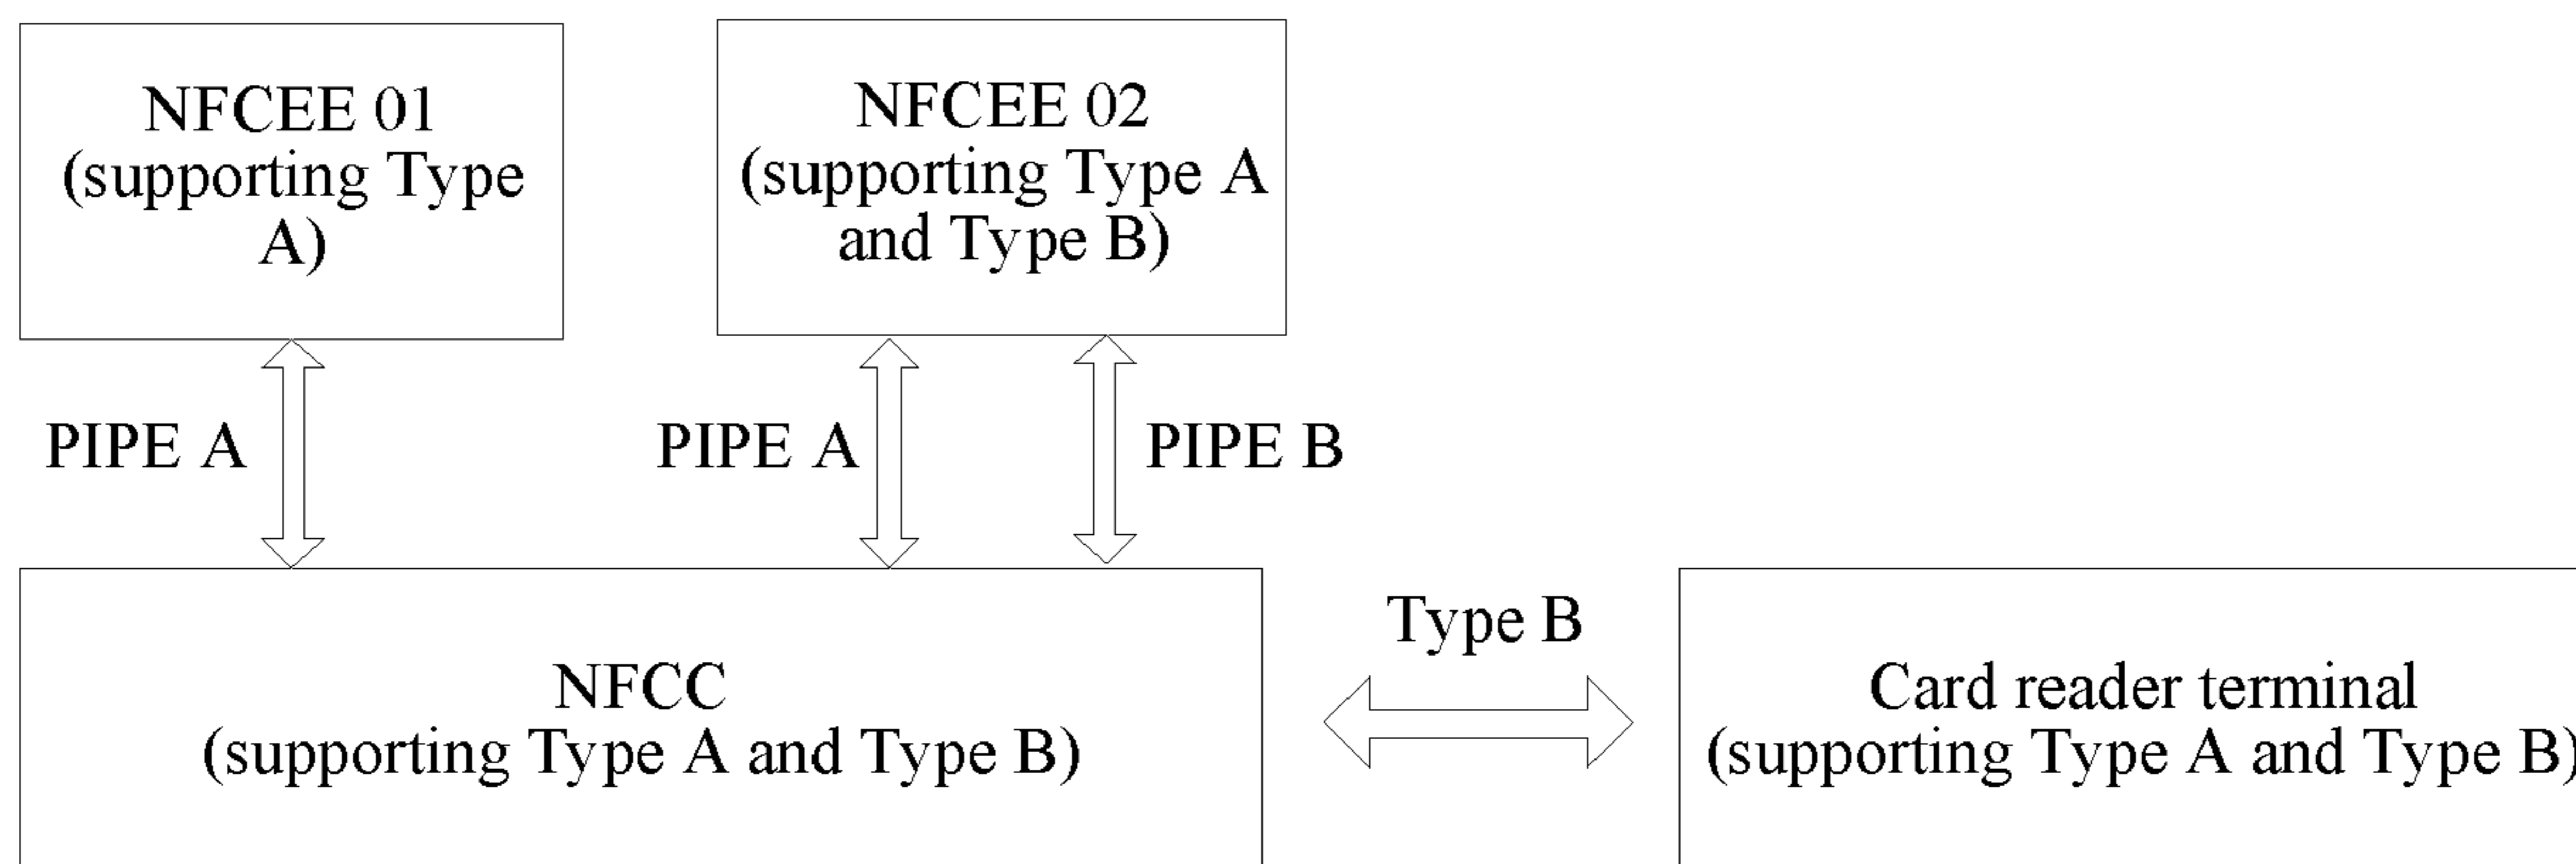 NFCEE 01
(supporting Type
A)
NFCEE 02
(supporting Type A
and Type B)
PIPE A
PIPE A
PIPE B
Type B
NFCC
(supporting Type A and Type B)
Card reader terminal
(supporting Type A and Type B)